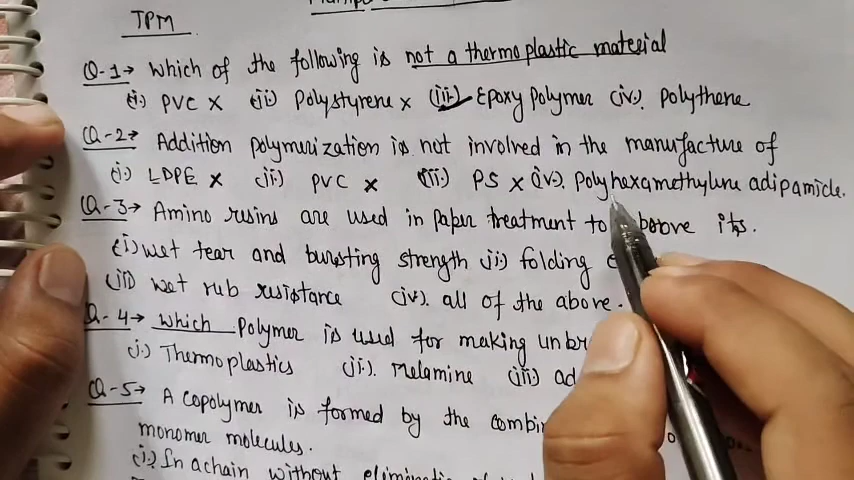 TPM
Q-1→ Which of the following is not a thermoplastic material
(i.) PVC × (ii) Polystyrene × (iii) Epoxy Polymer (iv). Polythene
Q-2→ Addition polymerization is not involved in the manufacture of
(i.) LDPE × (ii) PVC × (iii) PS × (iv). Polyhexamethylene adipamide.
Q-3→ Amino resins are used in paper treatment to above its.
(i) wet tear and bursting strength (ii) folding
(iii) wet rub resistance (iv). all of the above.
Q-4→ Which Polymer is used for making
(i.) Thermoplastics (ii). Melamine (iii)
Q-5→ A copolymer is formed by the
monomer molecules.
(i.) In a chain without